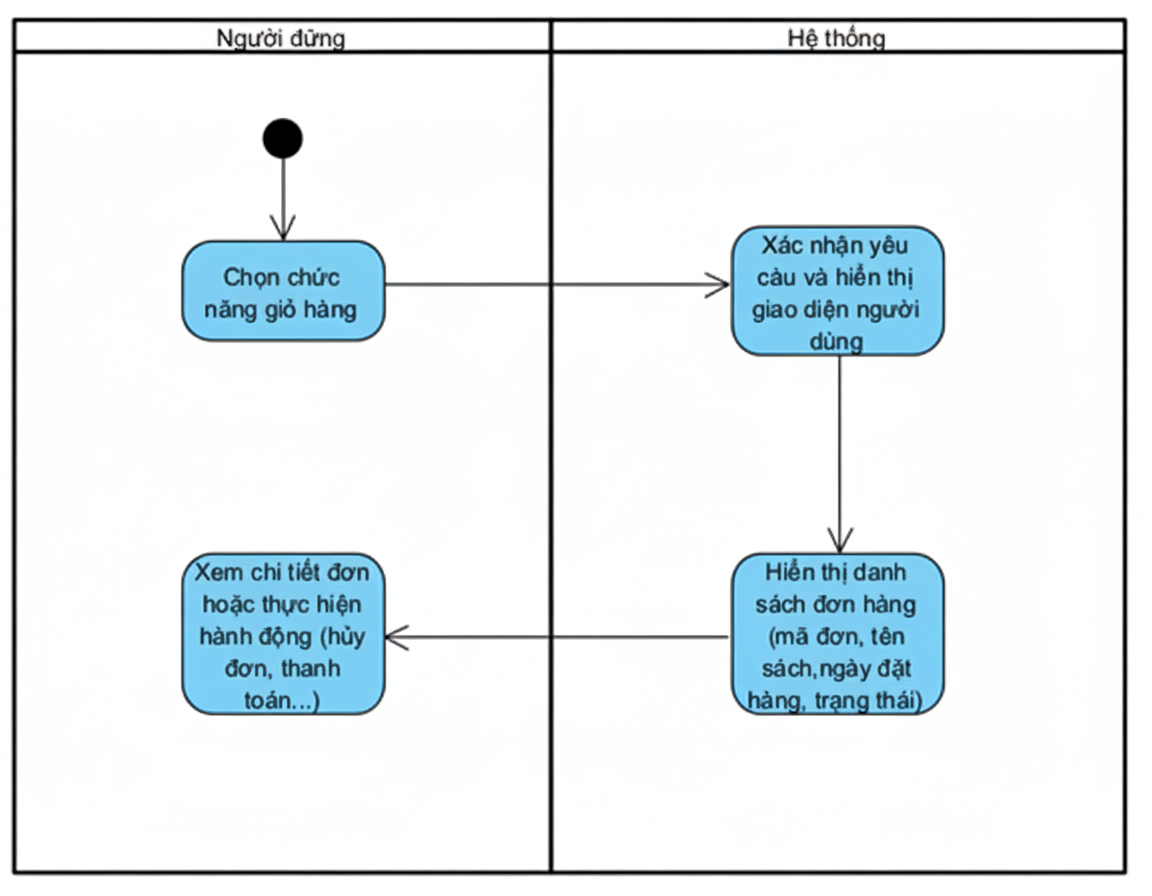 Người đứng
Hệ thống
Chọn chức
năng giỏ hàng
Xác nhận yêu
càu và hiển thị
giao diện người
dùng
Hiển thị danh
sách đơn hàng
(mã đơn, tên
sách,ngày đặt
hàng, trạng thái)
Xem chi tiết đơn
hoặc thực hiện
hành động (hủy
đơn, thanh
toán...)